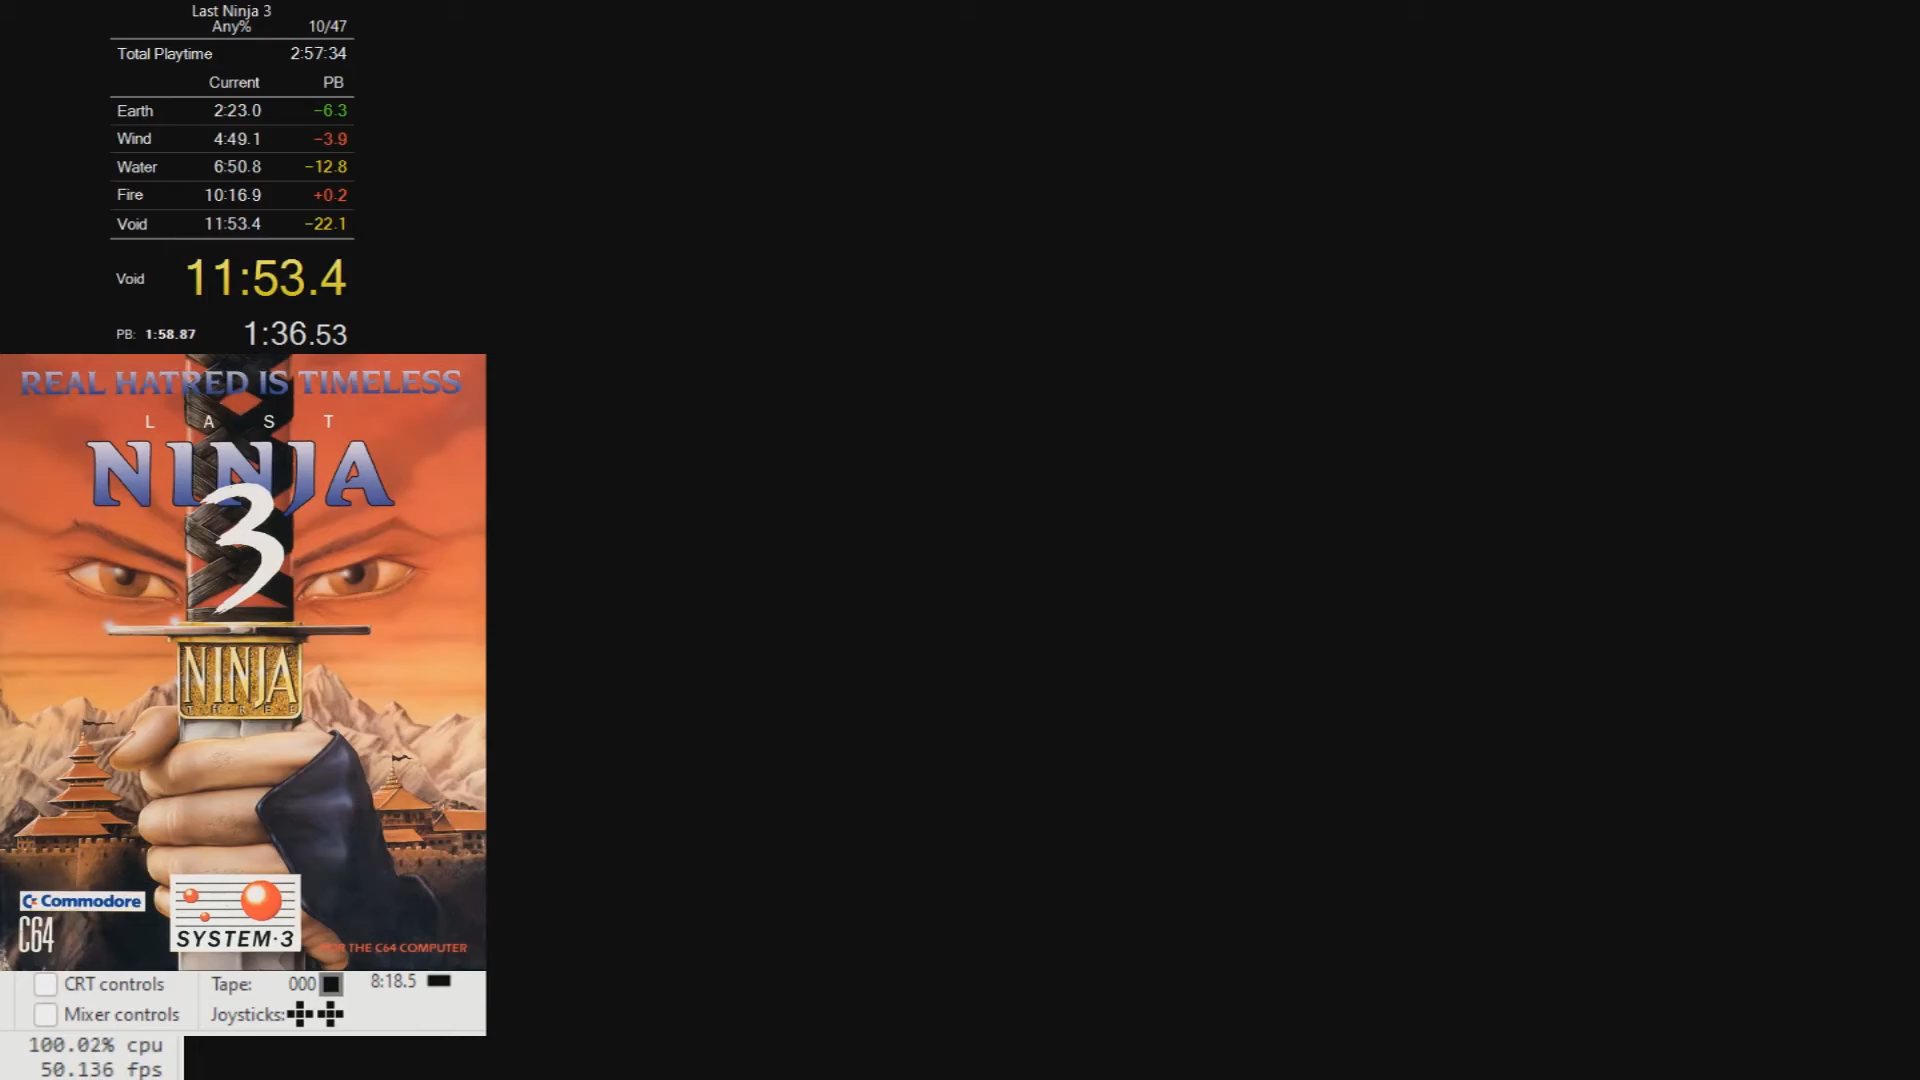 Last Ninja 3
Any% 10/47
Total Playtime 2:57:34
Current PB
Earth 2:23.0 −6.3
Wind 4:49.1 −3.9
Water 6:50.8 −12.8
Fire 10:16.9 +0.2
Void 11:53.4 −22.1
Void 11:53.4
PB: 1:58.87 1:36.53
REAL HATRED IS TIMELESS
LAST
NINJA
3
NINJA
THREE
Commodore
C64
SYSTEM·3
FOR THE C64 COMPUTER
CRT controls Tape: 000 8:18.5
Mixer controls Joysticks:
100.02% cpu
50.136 fps